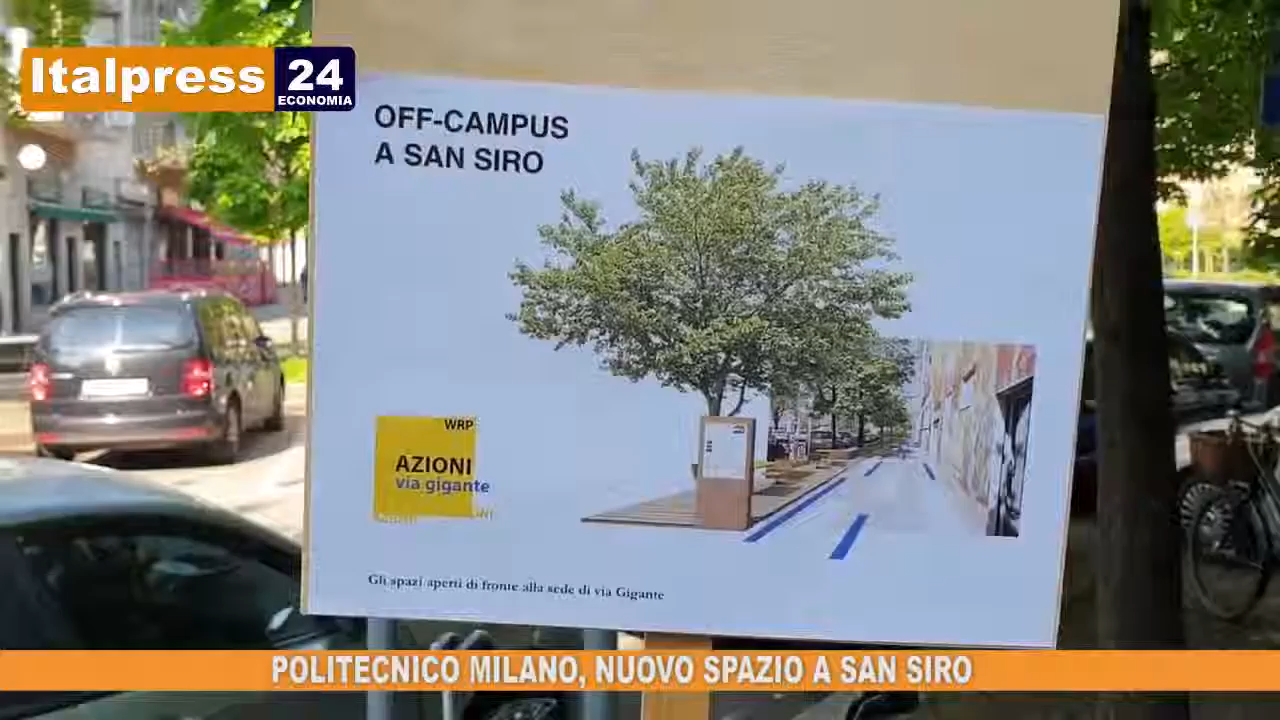 Italpress
24
ECONOMIA
OFF-CAMPUS
A SAN SIRO
WRP
AZIONI
via gigante
Gli spazi aperti di fronte alla sede di via Gigante
POLITECNICO MILANO, NUOVO SPAZIO A SAN SIRO